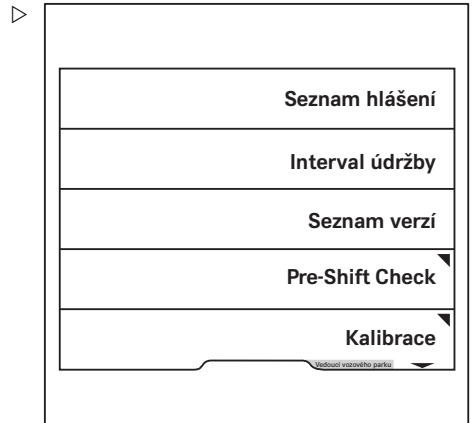 Seznam hlášení
Interval údržby
Seznam verzí
Pre-Shift Check
Kalibrace
Vedoucí vozového parku